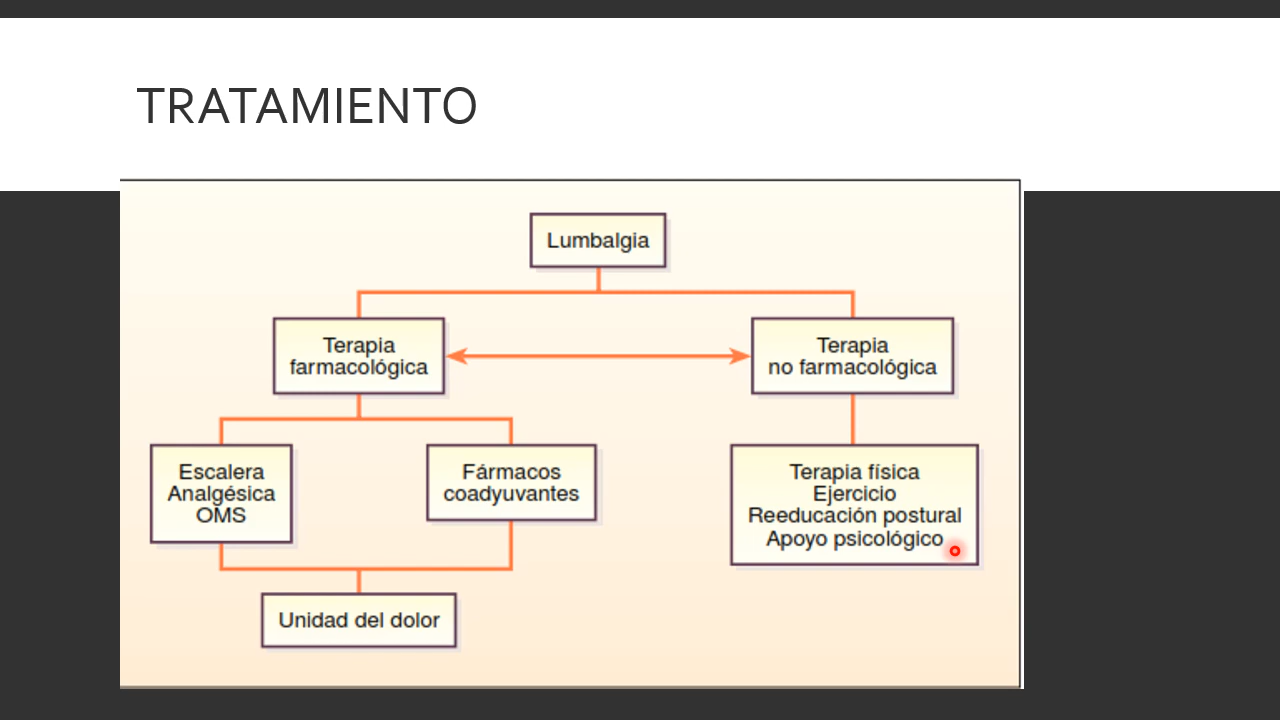 TRATAMIENTO
Lumbalgia
Terapia
farmacológica
Terapia
no farmacológica
Escalera
Analgésica
OMS
Fármacos
coadyuvantes
Terapia física
Ejercicio
Reeducación postural
Apoyo psicológico
Unidad del dolor